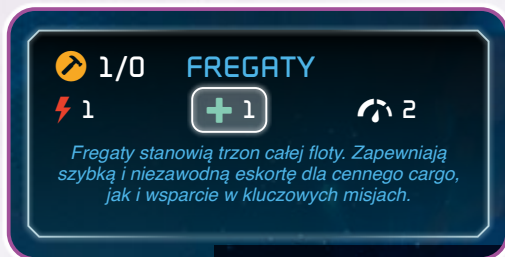 1/0 FREGATY
1 1 2
Fregaty stanowią trzon całej floty. Zapewniają
szybką i niezawodną eskortę dla cennego cargo,
jak i wsparcie w kluczowych misjach.